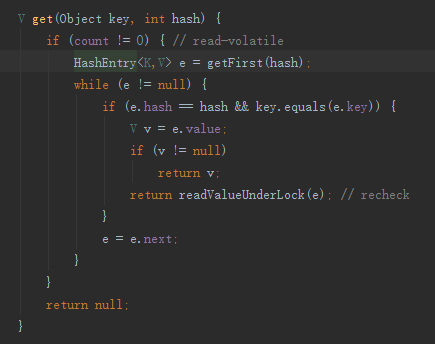 V get(Object key, int hash) {
    if (count != 0) { // read-volatile
        HashEntry<K,V> e = getFirst(hash);
        while (e != null) {
            if (e.hash == hash && key.equals(e.key)) {
                V v = e.value;
                if (v != null)
                    return v;
                return readValueUnderLock(e); // recheck
            }
            e = e.next;
        }
    }
    return null;
}